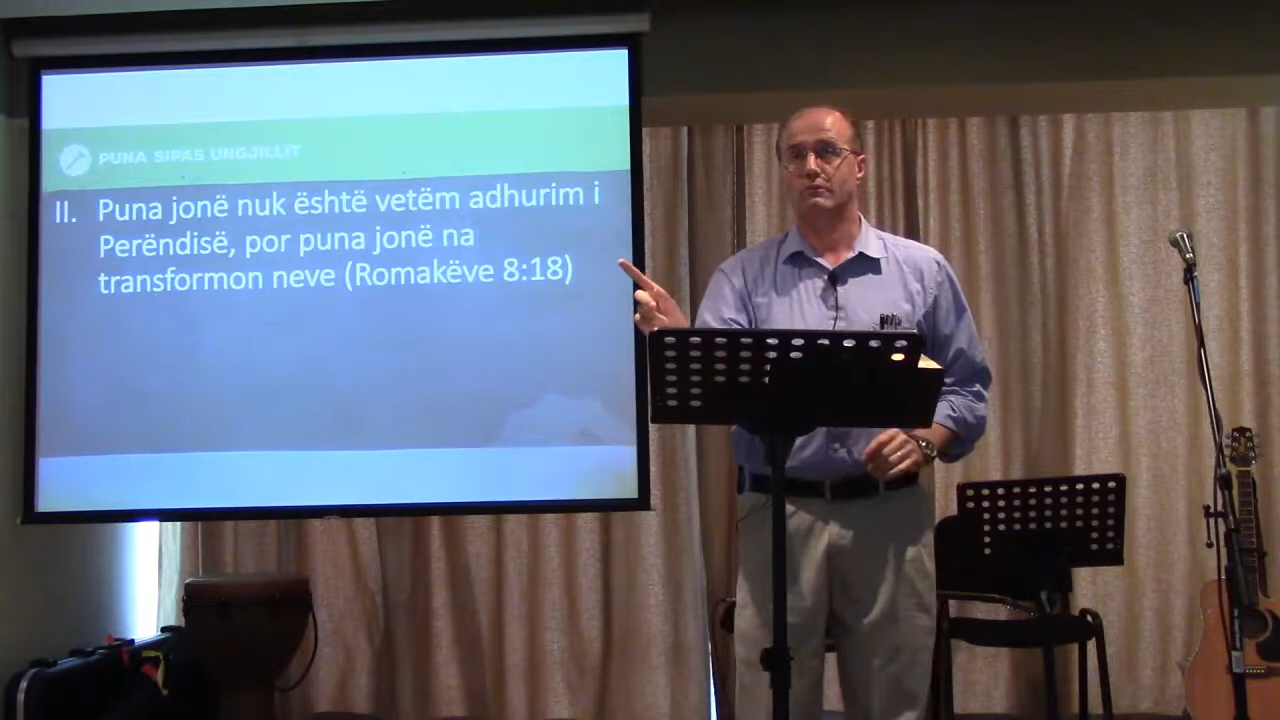 PUNA SIPAS UNGJILLIT
II. Puna jonë nuk është vetëm adhurim i
Perëndisë, por puna jonë na
transformon neve (Romakëve 8:18)